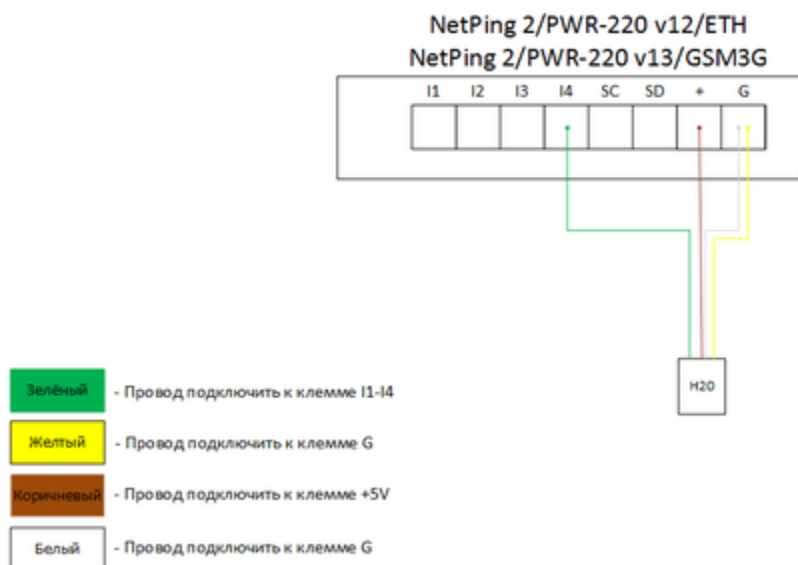 NetPing 2/PWR-220 v12/ETH
NetPing 2/PWR-220 v13/GSM3G
I1 I2 I3 I4 SC SD + G
H20
Зелёный - Провод подключить к клемме I1-I4
Желтый - Провод подключить к клемме G
Коричневый - Провод подключить к клемме +5V
Белый - Провод подключить к клемме G